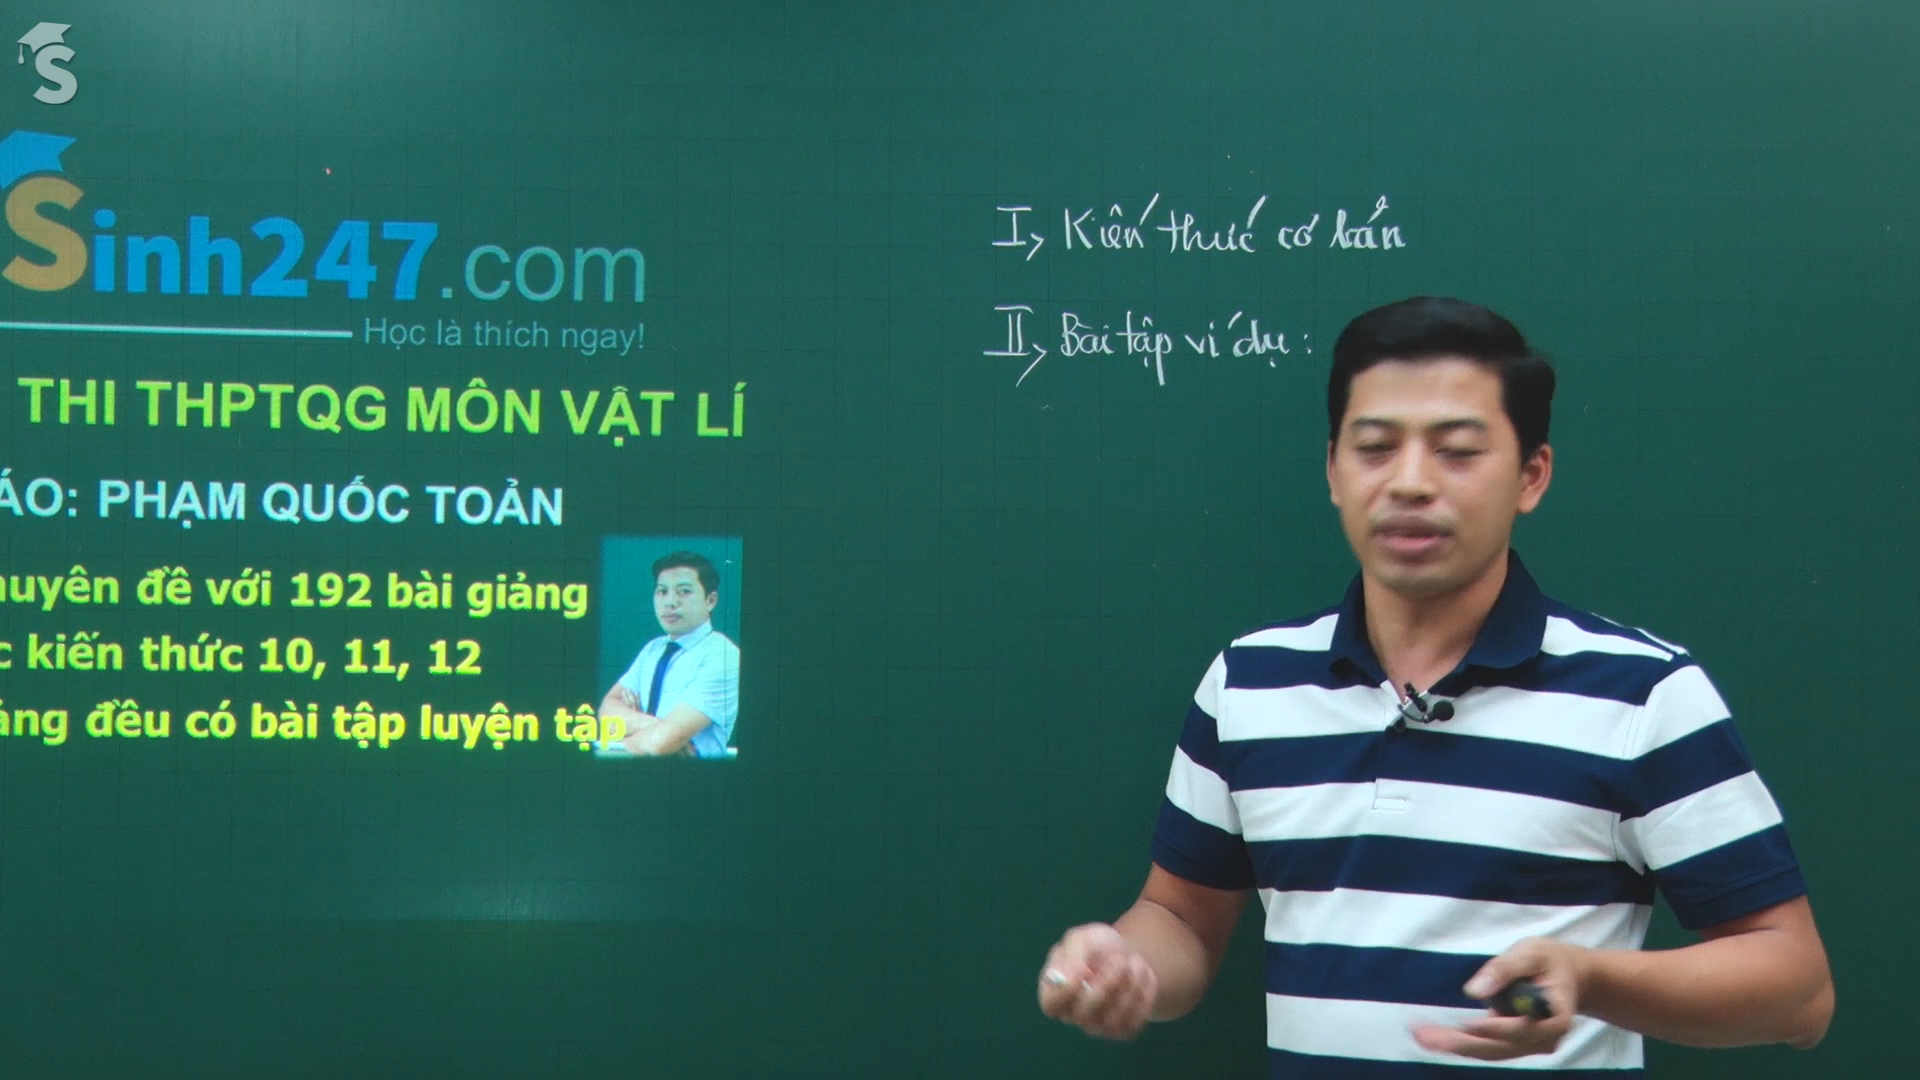 S
Sinh247.com
Học là thích ngay!
THI THPTQG MÔN VẬT LÍ
ÁO: PHẠM QUỐC TOẢN
huyên đề với 192 bài giảng
c kiến thức 10, 11, 12
ảng đều có bài tập luyện tập
I, Kiến thức cơ bản
II, Bài tập ví dụ: